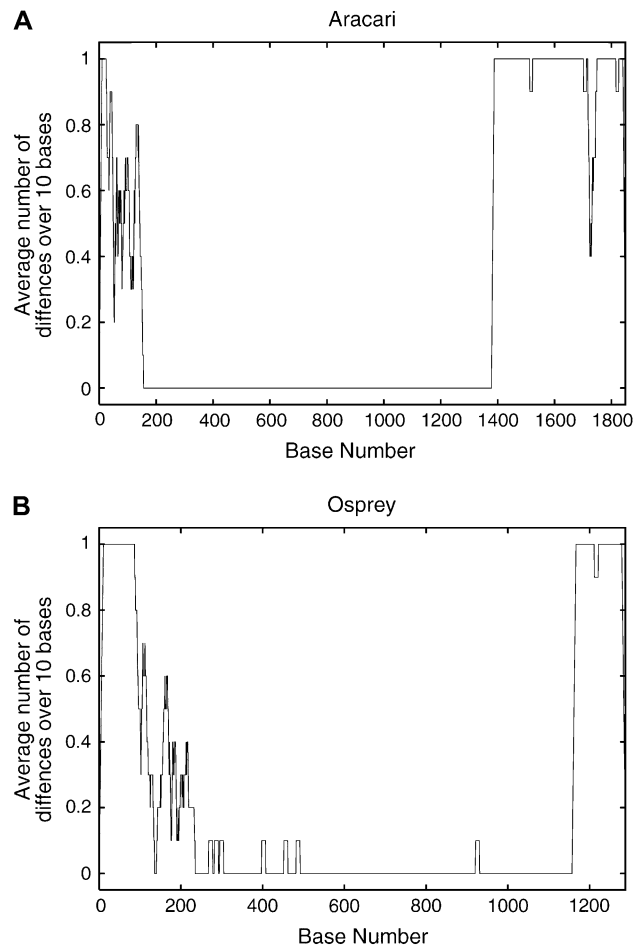 A
Aracari
1
0.8
0.6
0.4
0.2
0
Average number of
diffences over 10 bases
0 200 400 600 800 1000 1200 1400 1600 1800
Base Number
B
Osprey
1
0.8
0.6
0.4
0.2
0
Average number of
diffences over 10 bases
0 200 400 600 800 1000 1200
Base Number